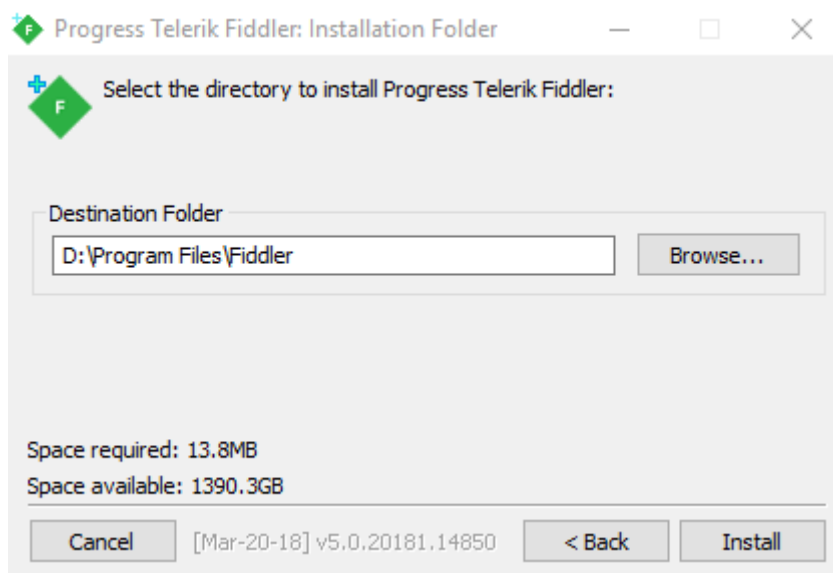 Progress Telerik Fiddler: Installation Folder
F
Select the directory to install Progress Telerik Fiddler:
Destination Folder
D:\Program Files\Fiddler
Browse...
Space required: 13.8MB
Space available: 1390.3GB
Cancel [Mar-20-18] v5.0.20181.14850 < Back Install